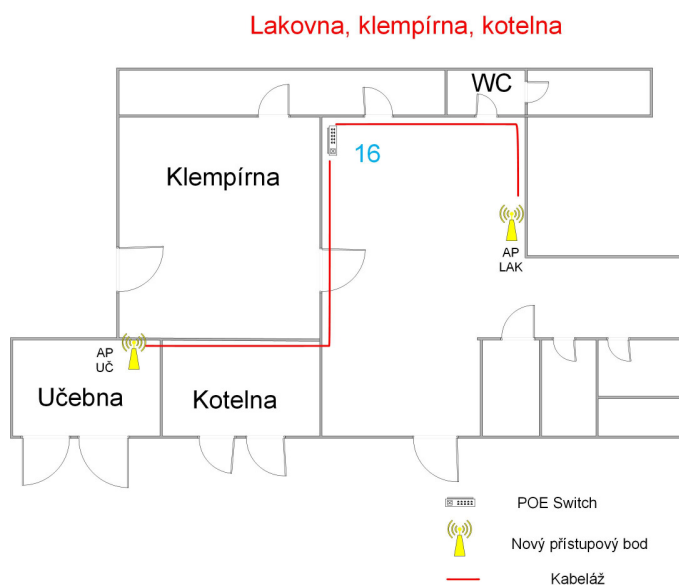 Lakovna, klempírna, kotelna
WC
16
Klempírna
AP
LAK
AP
UČ
Učebna
Kotelna
POE Switch
Nový přístupový bod
Kabeláž